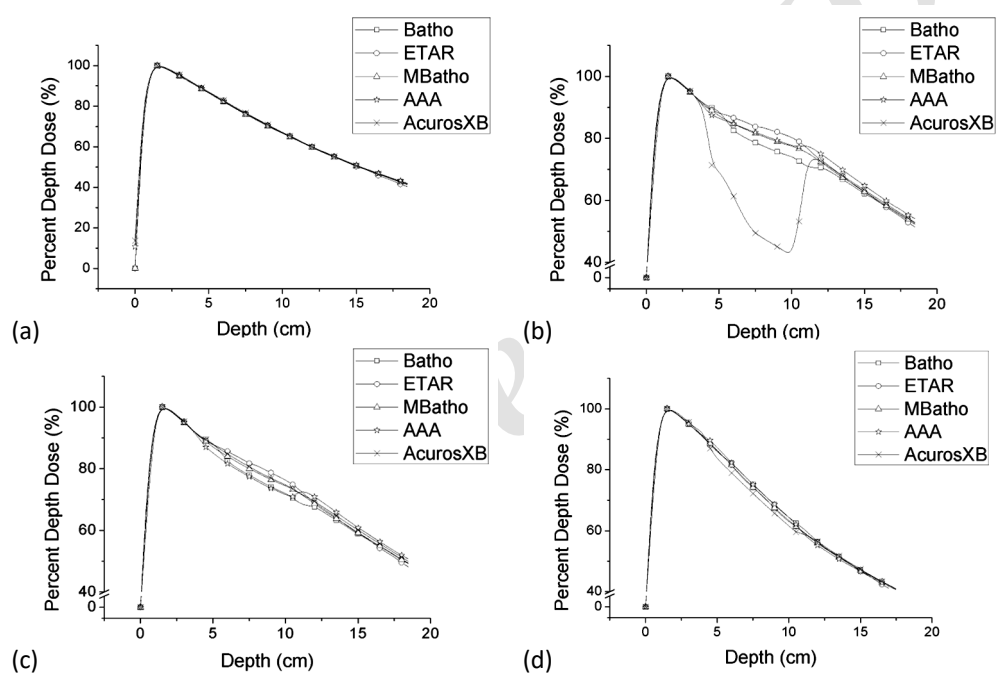 Batho
ETAR
MBatho
AAA
AcurosXB
Percent Depth Dose (%)
100
80
60
40
20
0
0
5
10
15
20
Depth (cm)
(a)
Batho
ETAR
MBatho
AAA
AcurosXB
Percent Depth Dose (%)
100
80
60
40
0
0
5
10
15
20
Depth (cm)
(b)
Batho
ETAR
MBatho
AAA
AcurosXB
Percent Depth Dose (%)
100
80
60
40
0
0
5
10
15
20
Depth (cm)
(c)
Batho
ETAR
MBatho
AAA
AcurosXB
Percent Depth Dose (%)
100
80
60
40
0
0
5
10
15
20
Depth (cm)
(d)